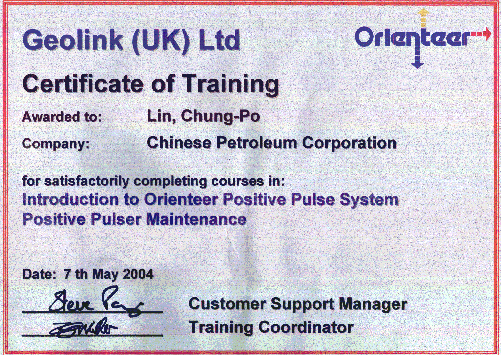 Geolink (UK) Ltd
Orienteer
Certificate of Training
Awarded to: Lin, Chung-Po
Company: Chinese Petroleum Corporation
for satisfactorily completing courses in:
Introduction to Orienteer Positive Pulse System
Positive Pulser Maintenance
Date: 7 th May 2004
Customer Support Manager
Training Coordinator